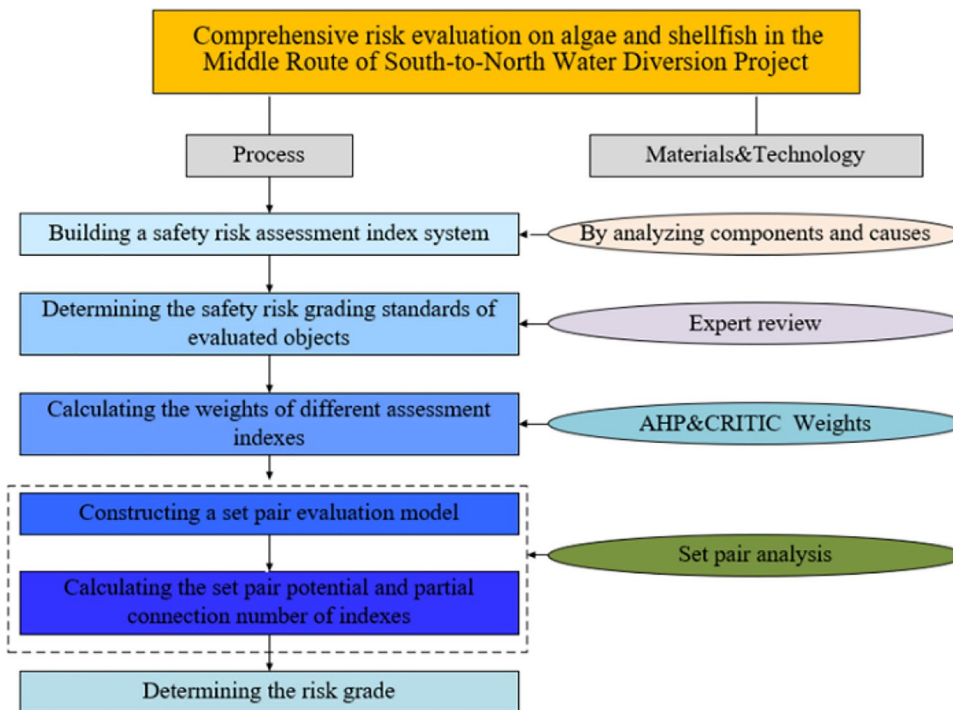 Comprehensive risk evaluation on algae and shellfish in the
Middle Route of South-to-North Water Diversion Project
Process
Materials&Technology
Building a safety risk assessment index system
By analyzing components and causes
Determining the safety risk grading standards of
evaluated objects
Expert review
Calculating the weights of different assessment
indexes
AHP&CRITIC Weights
Constructing a set pair evaluation model
Set pair analysis
Calculating the set pair potential and partial
connection number of indexes
Determining the risk grade